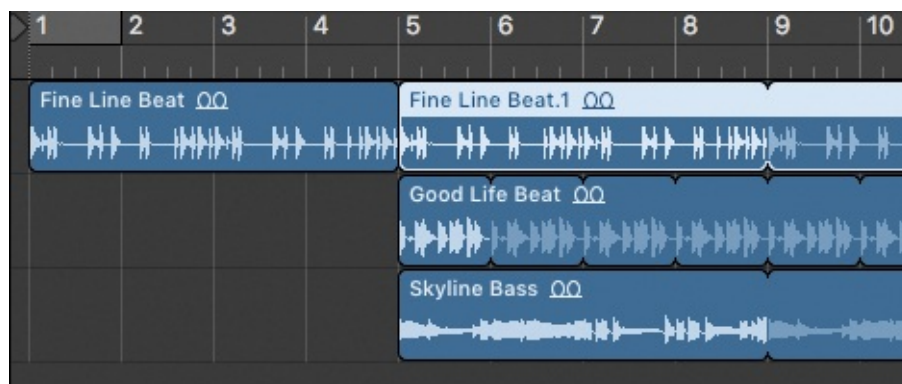 1 2 3 4 5 6 7 8 9 10
Fine Line Beat Fine Line Beat.1
Good Life Beat
Skyline Bass